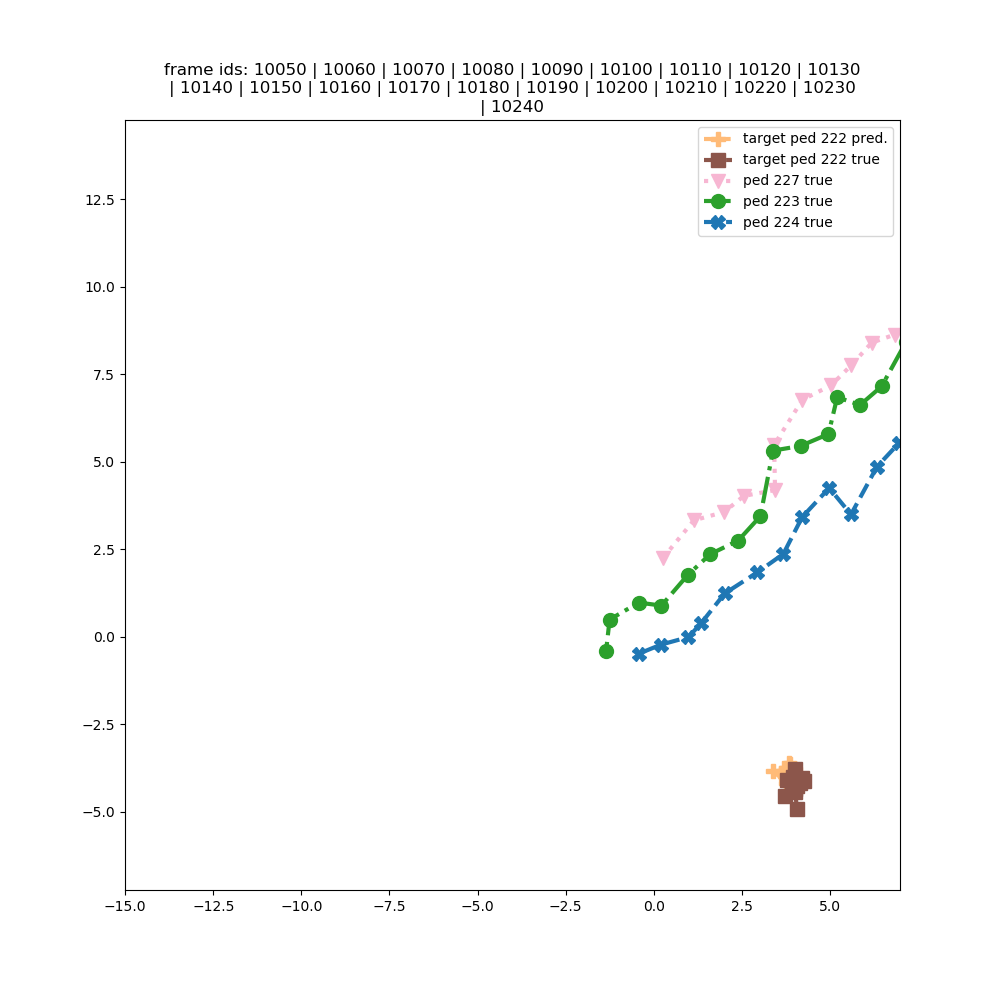 frame ids: 10050 | 10060 | 10070 | 10080 | 10090 | 10100 | 10110 | 10120 | 10130
| 10140 | 10150 | 10160 | 10170 | 10180 | 10190 | 10200 | 10210 | 10220 | 10230
| 10240
target ped 222 pred.
target ped 222 true
ped 227 true
ped 223 true
ped 224 true
12.5
10.0
7.5
5.0
2.5
0.0
−2.5
−5.0
−15.0 −12.5 −10.0 −7.5 −5.0 −2.5 0.0 2.5 5.0